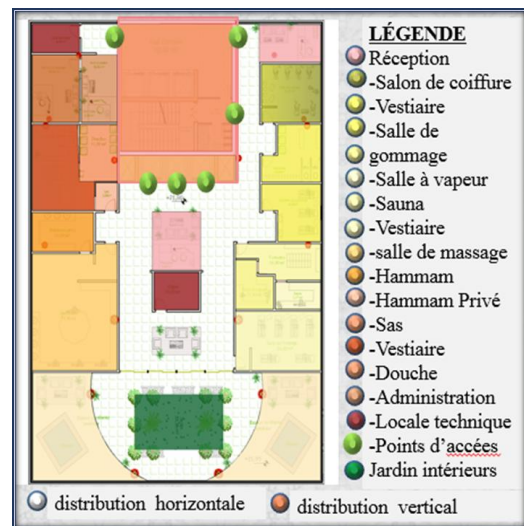 LÉGENDE
Réception
-Salon de coiffure
-Vestiaire
-Salle de
gommage
-Salle à vapeur
-Sauna
-Vestiaire
-salle de massage
-Hammam
-Hammam Privé
-Sas
-Vestiaire
-Douche
-Administration
-Locale technique
-Points d’accées
Jardin intérieurs
distribution horizontale
distribution vertical